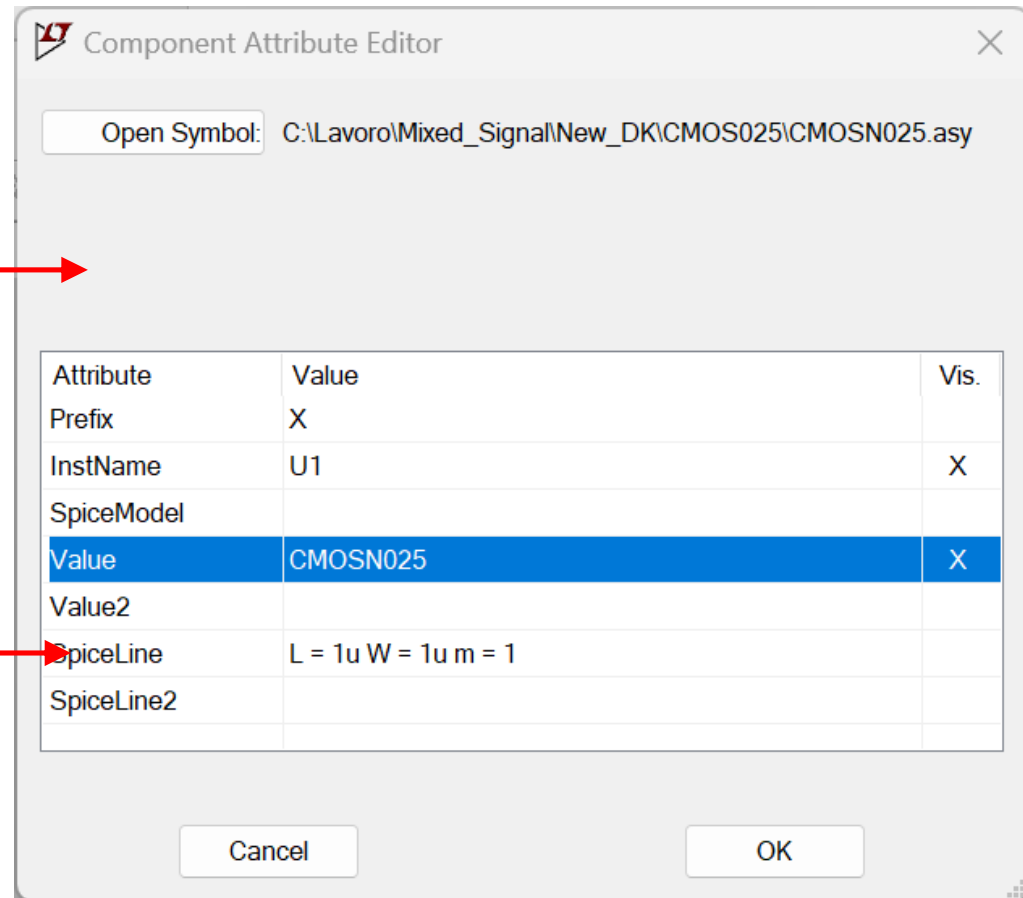 Component Attribute Editor
Open Symbol: C:\Lavoro\Mixed_Signal\New_DK\CMOS025\CMOSN025.asy
Attribute Value Vis.
Prefix X
InstName U1 X
SpiceModel
Value CMOSN025 X
Value2
SpiceLine L = 1u W = 1u m = 1
SpiceLine2
Cancel OK